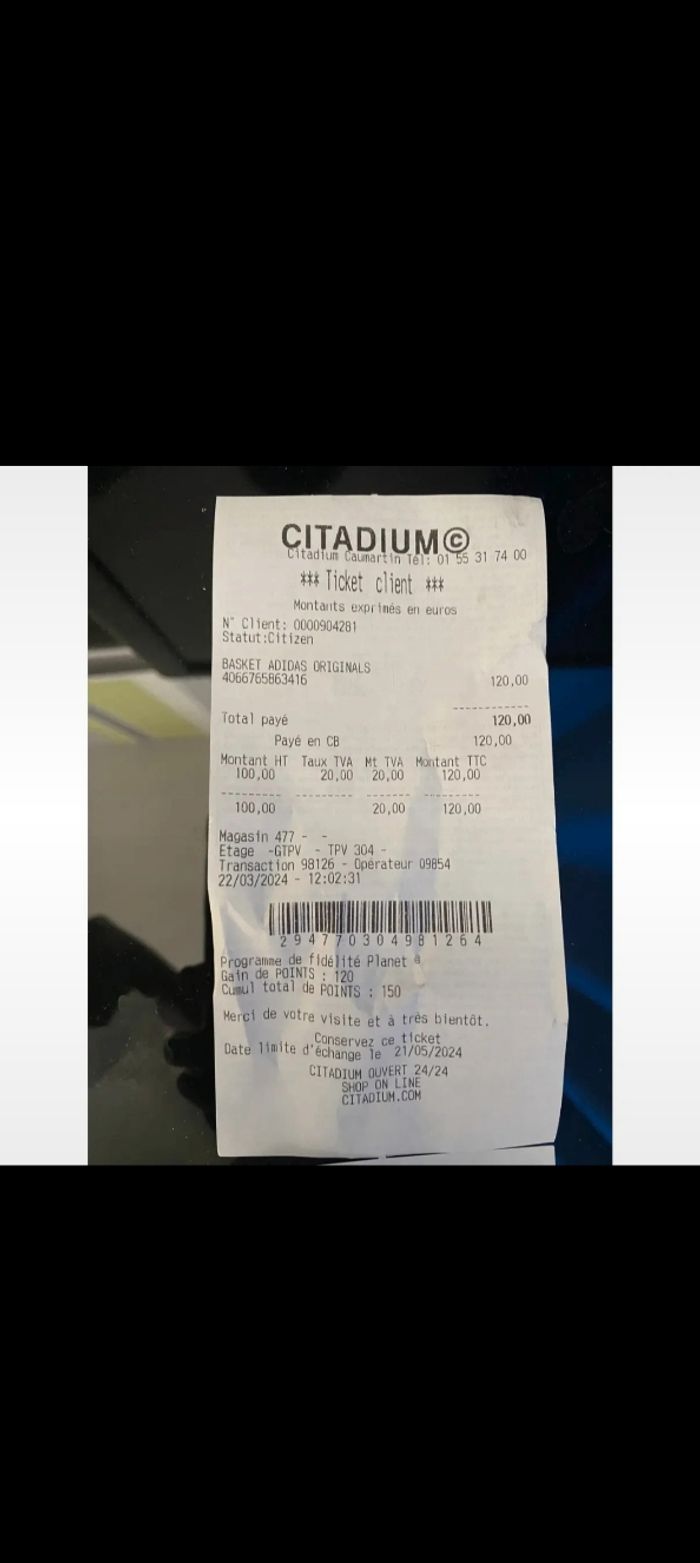 CITADIUM©
Citadium Caumartin Tél: 01 55 31 74 00
*** Ticket client ***
Montants exprimés en euros
N° Client: 0000904281
Statut:Citizen
BASKET ADIDAS ORIGINALS
4066765863416 120,00
------------
Total payé 120,00
Payé en CB 120,00
Montant HT Taux TVA Mt TVA Montant TTC
100,00 20,00 20,00 120,00
--------- --------- ------- ---------
100,00 20,00 120,00
Magasin 477 - -
Etage -GTPV - TPV 304 -
Transaction 98126 - Opérateur 09854
22/03/2024 - 12:02:31
294770304981264
Programme de fidélité Planet @
Gain de POINTS : 120
Cumul total de POINTS : 150
Merci de votre visite et à très bientôt.
Conservez ce ticket
Date limite d'échange le 21/05/2024
CITADIUM OUVERT 24/24
SHOP ON LINE
CITADIUM.COM